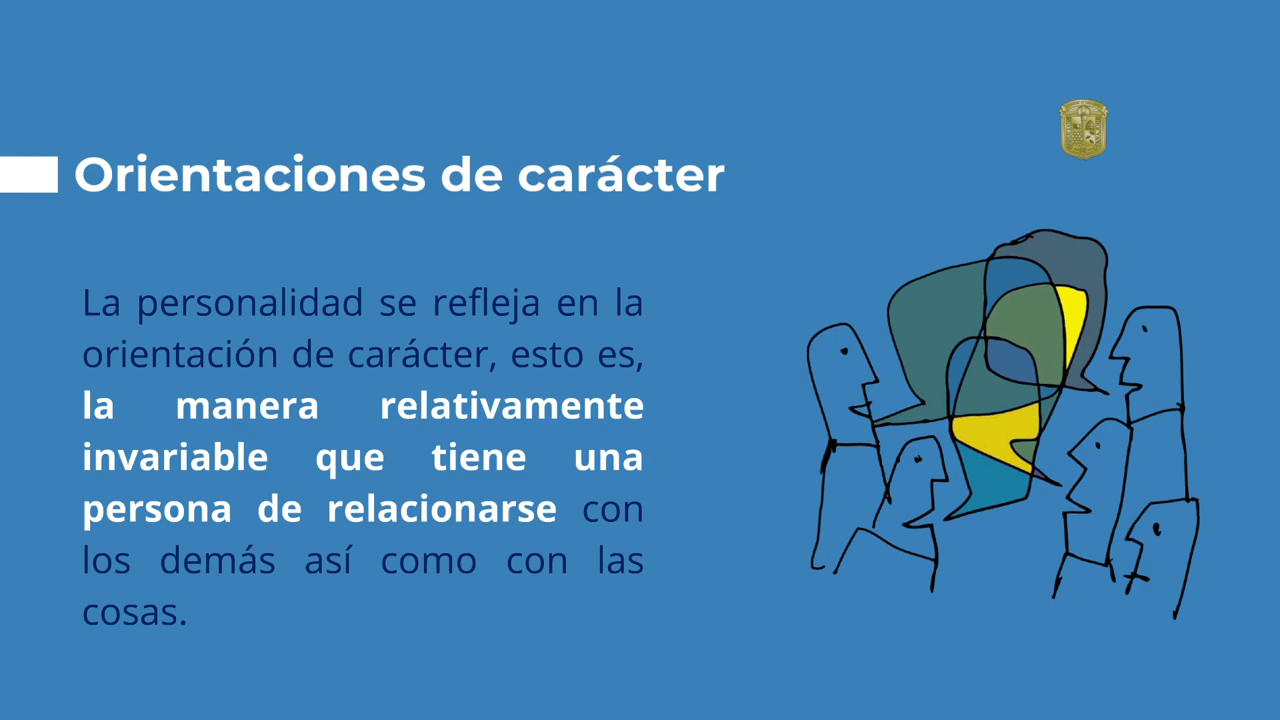 Orientaciones de carácter
La personalidad se refleja en la
orientación de carácter, esto es,
la manera relativamente
invariable que tiene una
persona de relacionarse con
los demás así como con las
cosas.